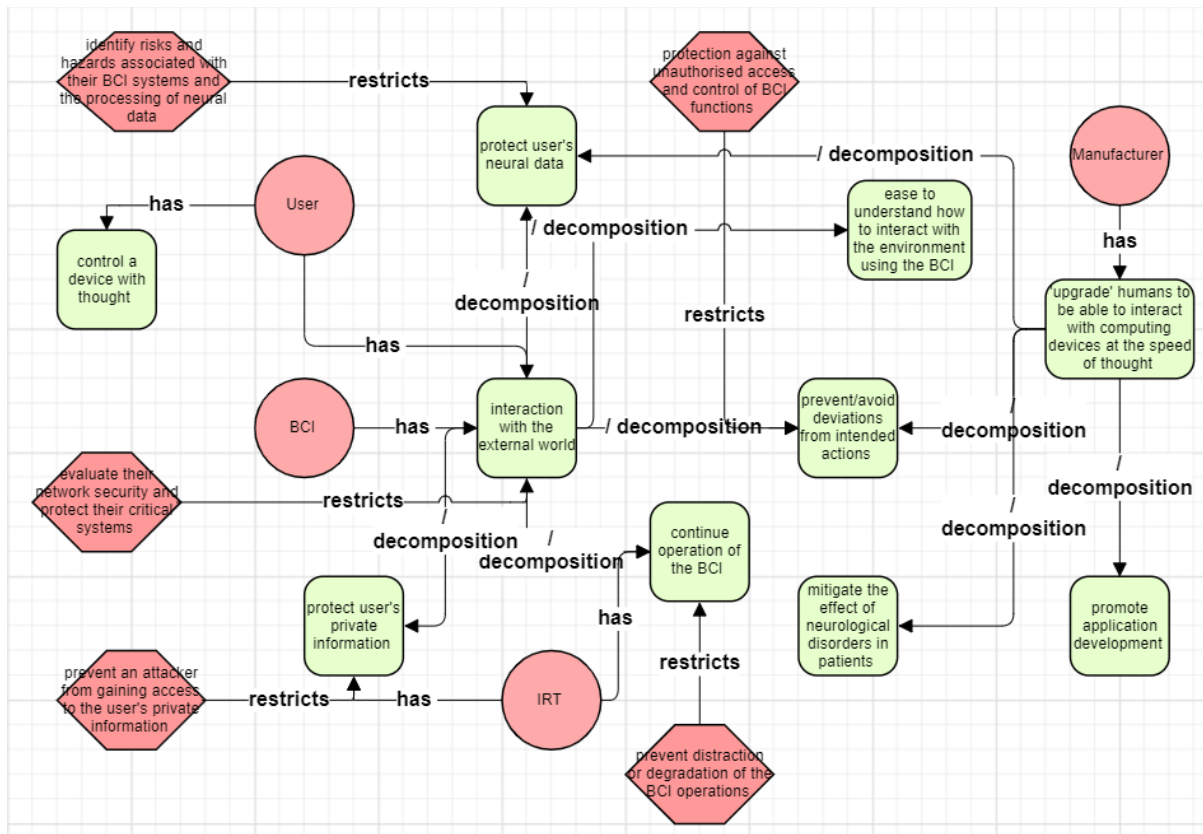 identify risks and
hazards associated with
their BCI systems and
the processing of neural
data
restricts
protection against
unauthorised access
and control of BCI
functions
protect user's
neural data
/ decomposition
Manufacturer
has
User
ease to
understand how
to interact with
the environment
using the BCI
/ decomposition
has
control a
device with
thought
/
decomposition
restricts
'upgrade' humans to
be able to interact
with computing
devices at the speed
of thought
has
BCI
has
interaction
with the
external world
/ decomposition
prevent/avoid
deviations
from intended
actions
/
decomposition
evaluate their
network security and
protect their critical
systems
restricts
/
decomposition
/
decomposition
continue
operation of
the BCI
/
decomposition
/
decomposition
protect user's
private
information
has
mitigate the
effect of
neurological
disorders in
patients
promote
application
development
prevent an attacker
from gaining access
to the user's private
information
restricts
has
IRT
restricts
prevent distraction
or degradation of the
BCI operations